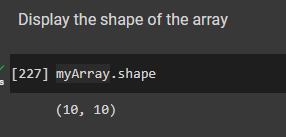 Display the shape of the array
[227] myArray.shape
s
(10, 10)